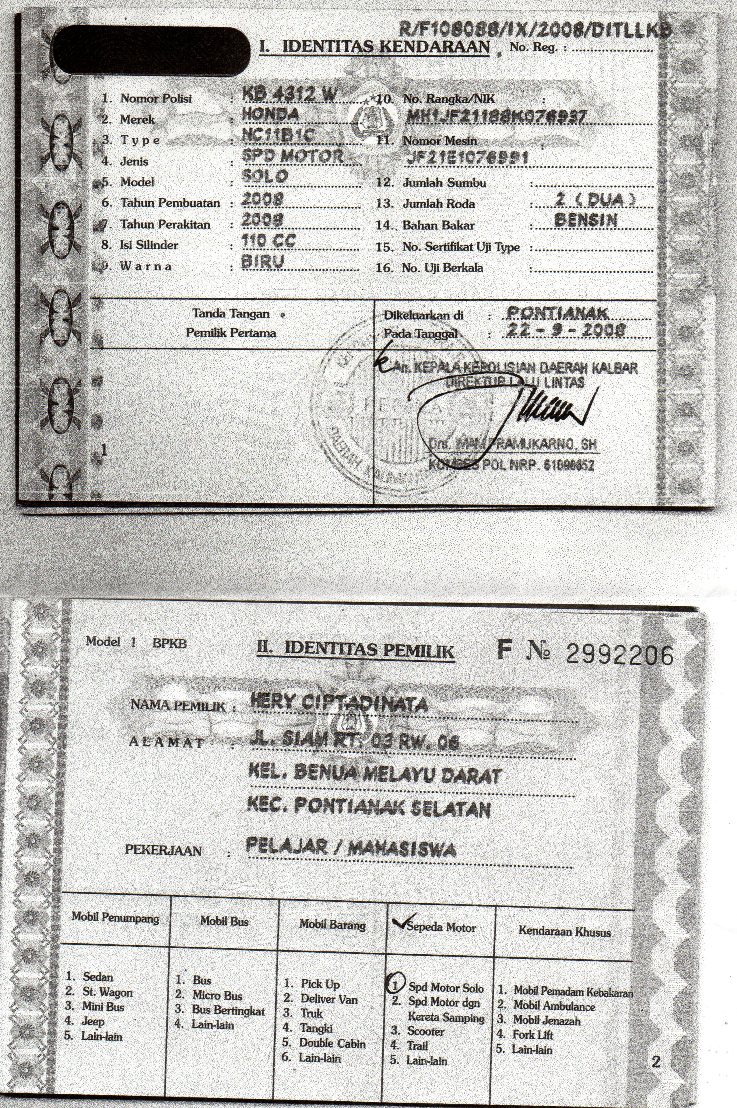 R/F108088/IX/2008/DITLLKB
I. IDENTITAS KENDARAAN No. Reg. :
1. Nomor Polisi : KB 4312 W
2. Merek : HONDA
3. Type : NC11B1C
4. Jenis : SPD MOTOR
5. Model : SOLO
6. Tahun Pembuatan : 2008
7. Tahun Perakitan : 2008
8. Isi Silinder : 110 CC
9. Warna : BIRU
10. No. Rangka/NIK :
MH1JF21188K076937
11. Nomor Mesin
JF21E1076991
12. Jumlah Sumbu :
13. Jumlah Roda : 2 (DUA)
14. Bahan Bakar : BENSIN
15. No. Sertifikat Uji Type :
16. No. Uji Berkala :
Tanda Tangan
Pemilik Pertama
Dikeluarkan di : PONTIANAK
Pada Tanggal : 22 - 9 - 2008
An. KEPALA KEPOLISIAN DAERAH KALBAR
DIREKTUR LALU LINTAS
Drs. IMAM PRAMUKARNO, SH
KOMBES POL NRP.
1
Model 1 BPKB
II. IDENTITAS PEMILIK
F № 2992206
NAMA PEMILIK : HERY CIPTADINATA
ALAMAT : JL. SIAM RT. 03 RW. 06
KEL. BENUA MELAYU DARAT
KEC. PONTIANAK SELATAN
PEKERJAAN : PELAJAR / MAHASISWA
Mobil Penumpang
1. Sedan
2. St. Wagon
3. Mini Bus
4. Jeep
5. Lain-lain
Mobil Bus
1. Bus
2. Micro Bus
3. Bus Bertingkat
4. Lain-lain
Mobil Barang
1. Pick Up
2. Deliver Van
3. Truk
4. Tangki
5. Double Cabin
6. Lain-lain
Sepeda Motor
1 Spd Motor Solo
2. Spd Motor dgn
Kereta Samping
3. Scooter
4. Trail
5. Lain-lain
Kendaraan Khusus
1. Mobil Pemadam Kebakaran
2. Mobil Ambulance
3. Mobil Jenazah
4. Fork Lift
5. Lain-lain
2